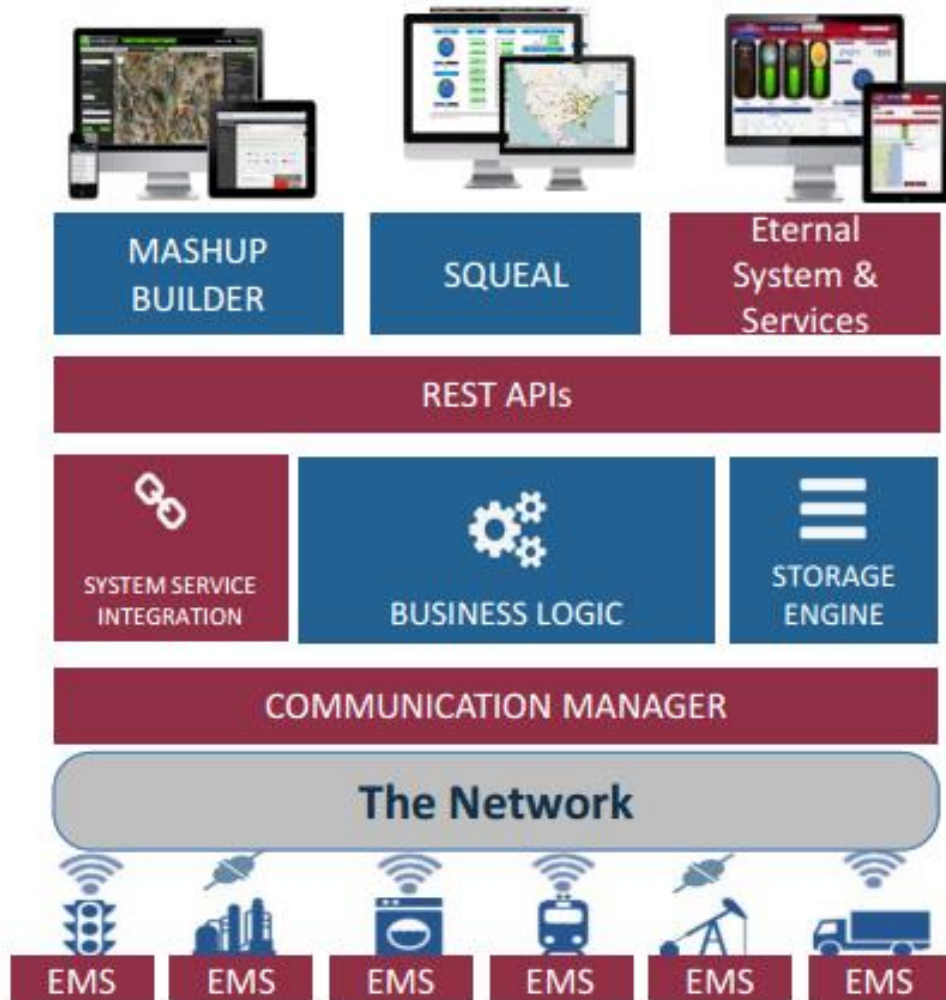 MASHUP
BUILDER
SQUEAL
Eternal
System &
Services
REST APIs
SYSTEM SERVICE
INTEGRATION
BUSINESS LOGIC
STORAGE
ENGINE
COMMUNICATION MANAGER
The Network
EMS
EMS
EMS
EMS
EMS
EMS